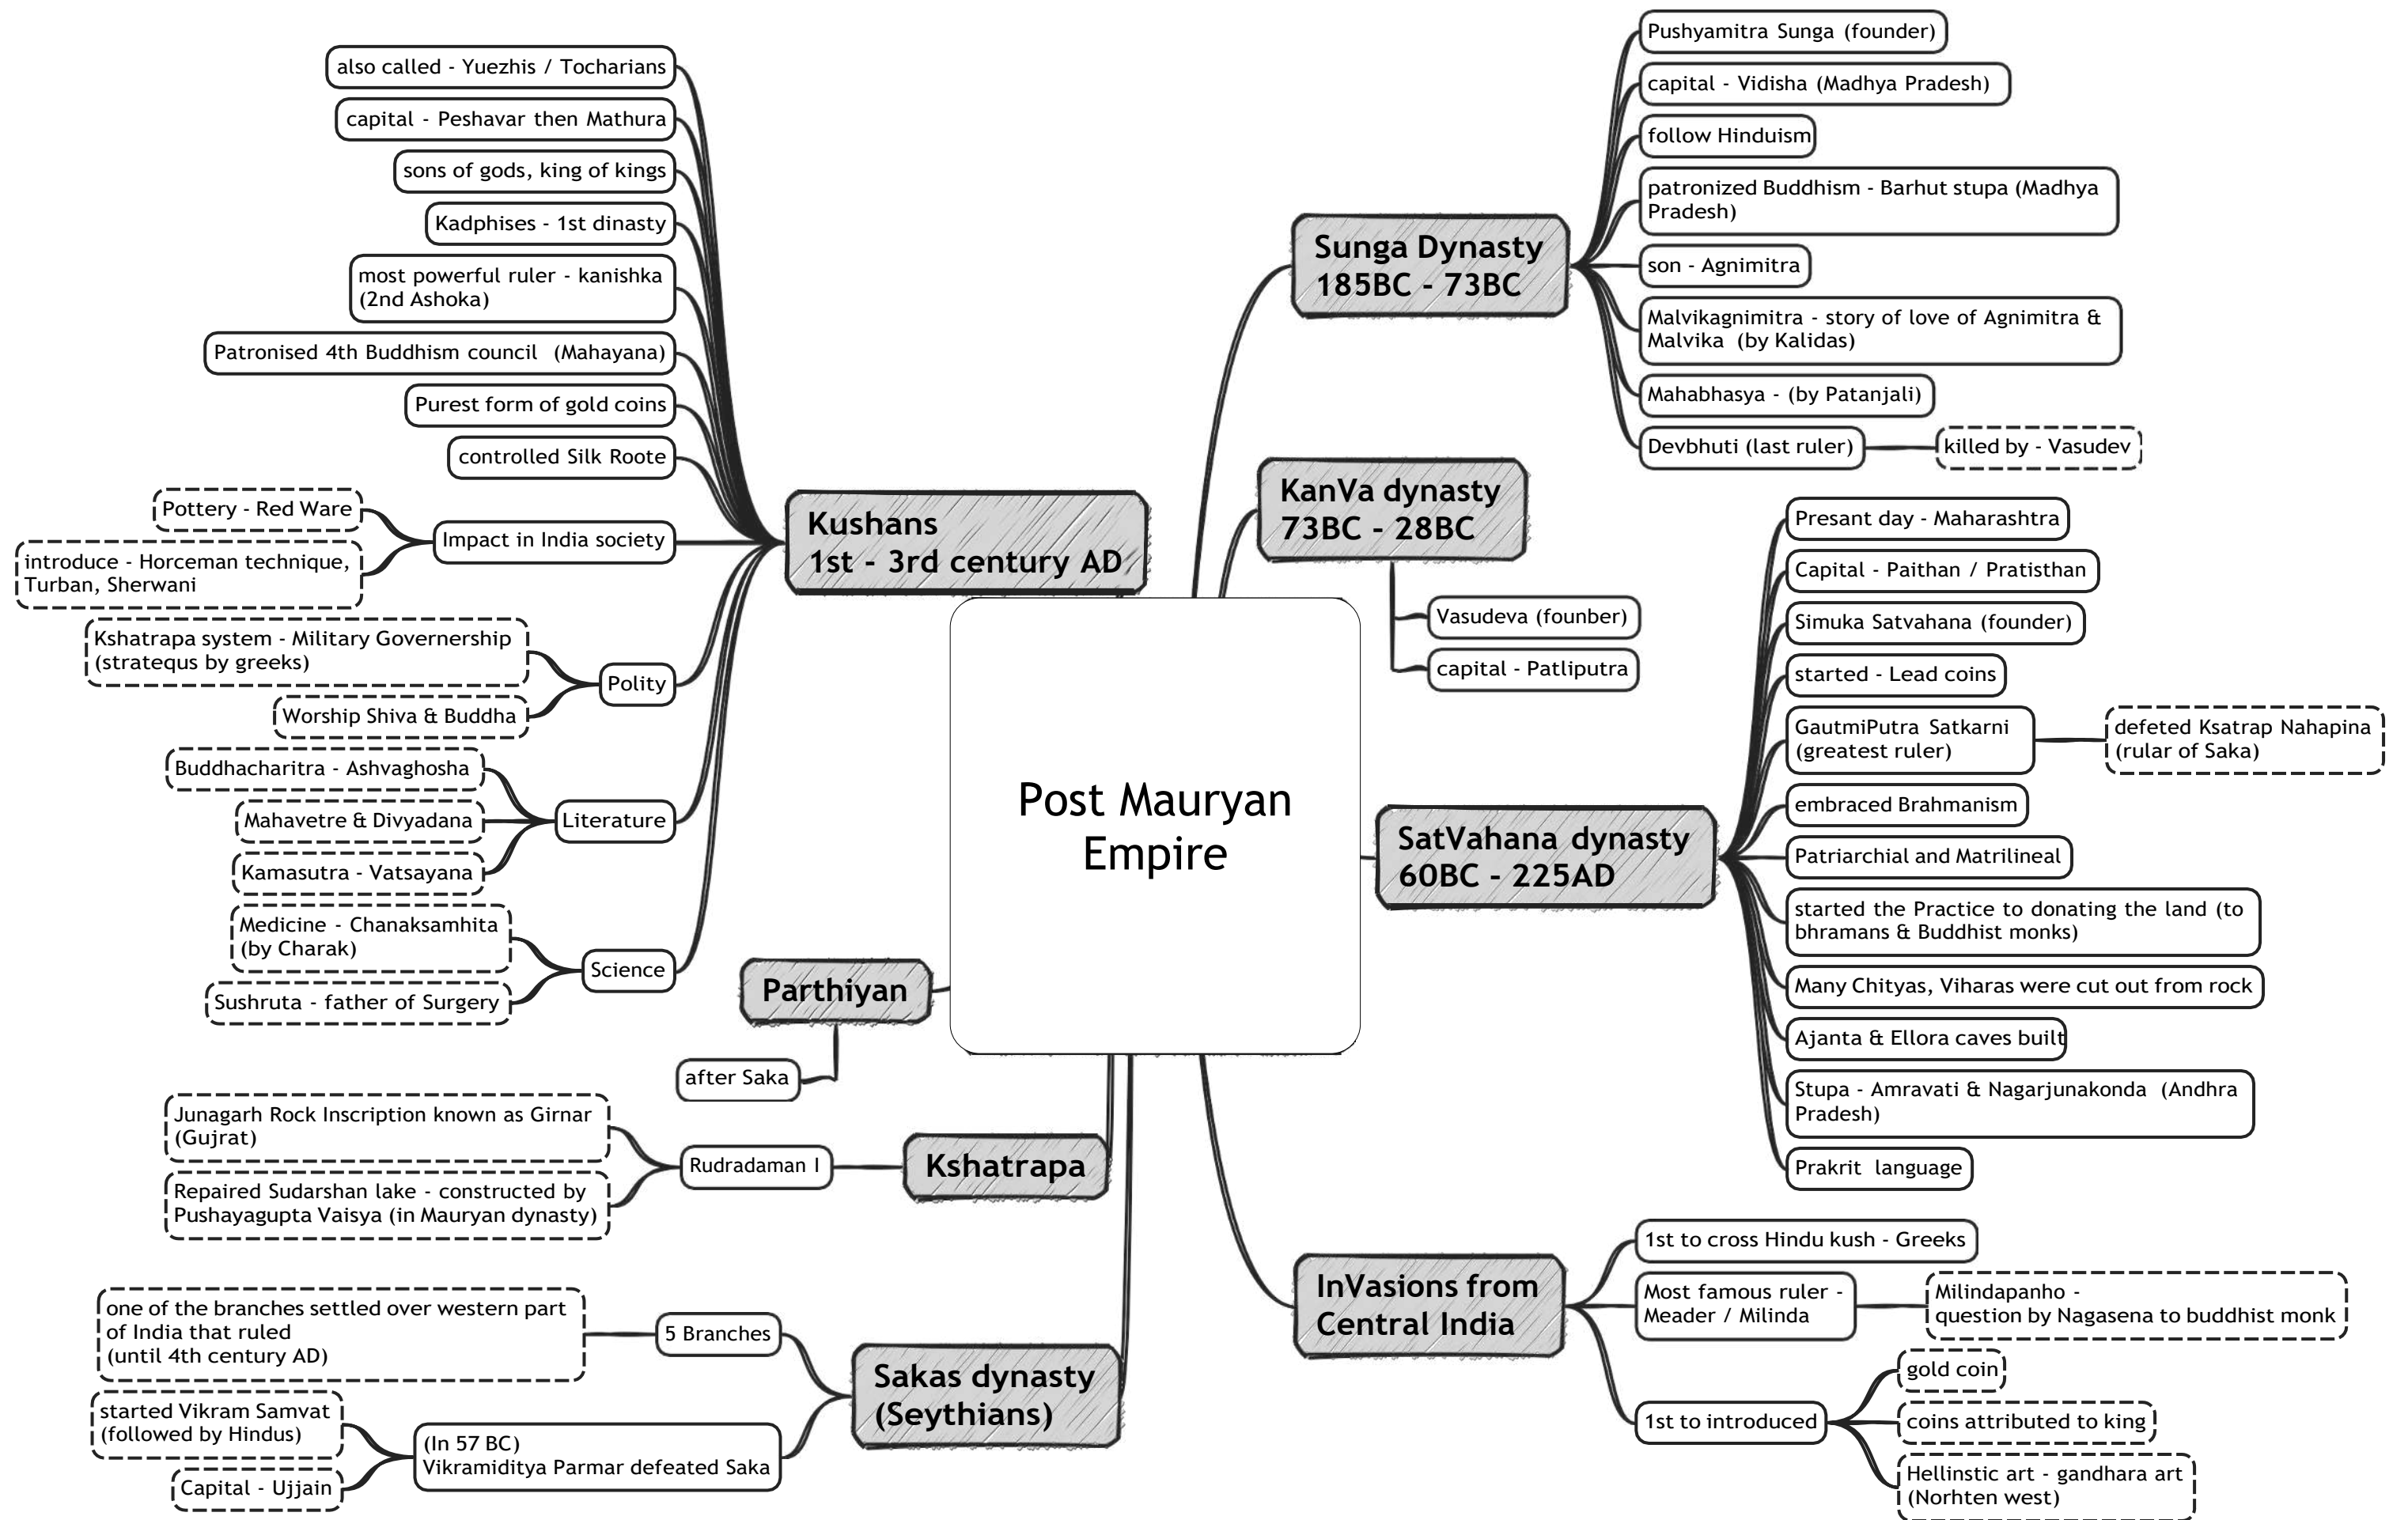 Post Mauryan
Empire
Sunga Dynasty
185BC - 73BC
Pushyamitra Sunga (founder)
capital - Vidisha (Madhya Pradesh)
follow Hinduism
patronized Buddhism - Barhut stupa (Madhya
Pradesh)
son - Agnimitra
Malvikagnimitra - story of love of Agnimitra &
Malvika (by Kalidas)
Mahabhasya - (by Patanjali)
Devbhuti (last ruler)
killed by - Vasudev
KanVa dynasty
73BC - 28BC
Vasudeva (founber)
capital - Patliputra
SatVahana dynasty
60BC - 225AD
Presant day - Maharashtra
Capital - Paithan / Pratisthan
Simuka Satvahana (founder)
started - Lead coins
GautmiPutra Satkarni
(greatest ruler)
defeted Ksatrap Nahapina
(rular of Saka)
embraced Brahmanism
Patriarchial and Matrilineal
started the Practice to donating the land (to
bhramans & Buddhist monks)
Many Chityas, Viharas were cut out from rock
Ajanta & Ellora caves built
Stupa - Amravati & Nagarjunakonda (Andhra
Pradesh)
Prakrit language
InVasions from
Central India
1st to cross Hindu kush - Greeks
Most famous ruler -
Meader / Milinda
Milindapanho -
question by Nagasena to buddhist monk
1st to introduced
gold coin
coins attributed to king
Hellinstic art - gandhara art
(Norhten west)
Kushans
1st - 3rd century AD
also called - Yuezhis / Tocharians
capital - Peshavar then Mathura
sons of gods, king of kings
Kadphises - 1st dinasty
most powerful ruler - kanishka
(2nd Ashoka)
Patronised 4th Buddhism council (Mahayana)
Purest form of gold coins
controlled Silk Roote
Impact in India society
Pottery - Red Ware
introduce - Horceman technique,
Turban, Sherwani
Polity
Kshatrapa system - Military Governership
(stratequs by greeks)
Worship Shiva & Buddha
Literature
Buddhacharitra - Ashvaghosha
Mahavetre & Divyadana
Kamasutra - Vatsayana
Science
Medicine - Chanaksamhita
(by Charak)
Sushruta - father of Surgery
Parthiyan
after Saka
Kshatrapa
Rudradaman I
Junagarh Rock Inscription known as Girnar
(Gujrat)
Repaired Sudarshan lake - constructed by
Pushayagupta Vaisya (in Mauryan dynasty)
Sakas dynasty
(Seythians)
5 Branches
one of the branches settled over western part
of India that ruled
(until 4th century AD)
(In 57 BC)
Vikramiditya Parmar defeated Saka
started Vikram Samvat
(followed by Hindus)
Capital - Ujjain